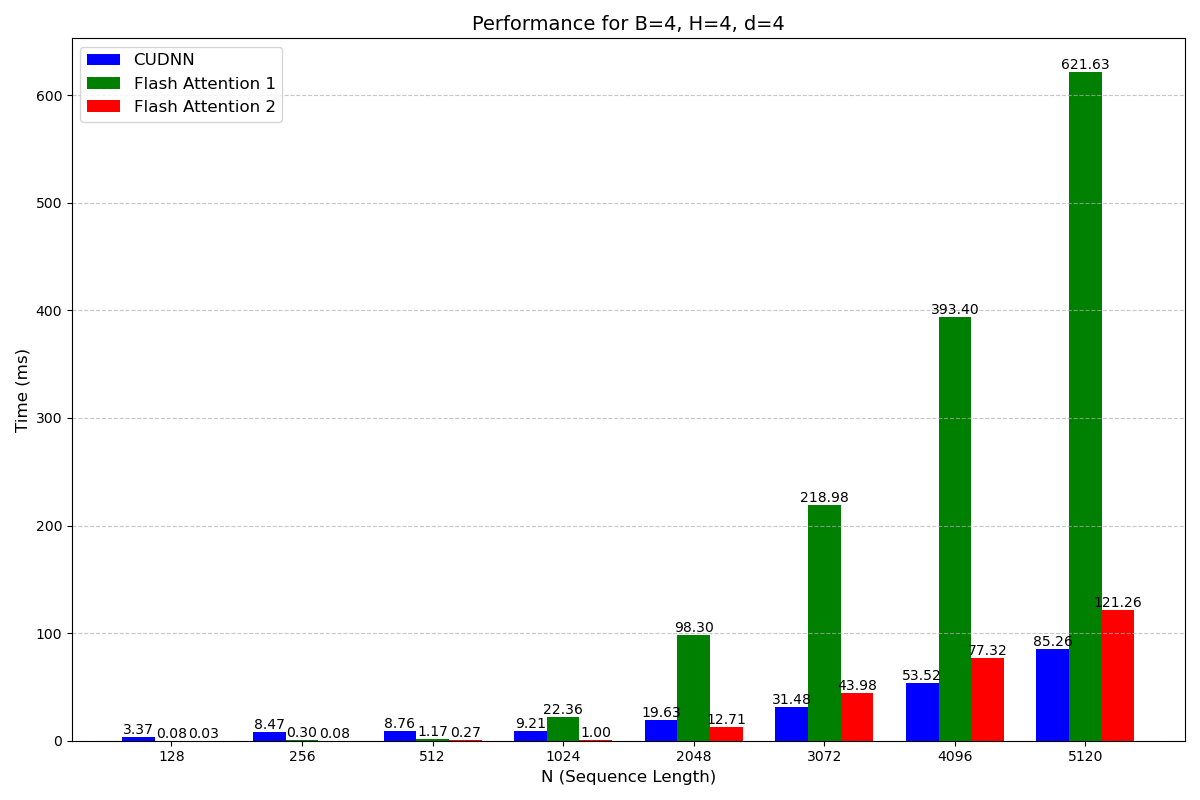 Performance for B=4, H=4, d=4
CUDNN
Flash Attention 1
Flash Attention 2
Time (ms)
600
500
400
300
200
100
0
3.37 0.08 0.03
8.47 0.30 0.08
8.76 1.17 0.27
9.21 22.36 1.00
19.63 98.30 12.71
31.48 218.98 43.98
53.52 393.40 77.32
85.26 621.63 121.26
128 256 512 1024 2048 3072 4096 5120
N (Sequence Length)